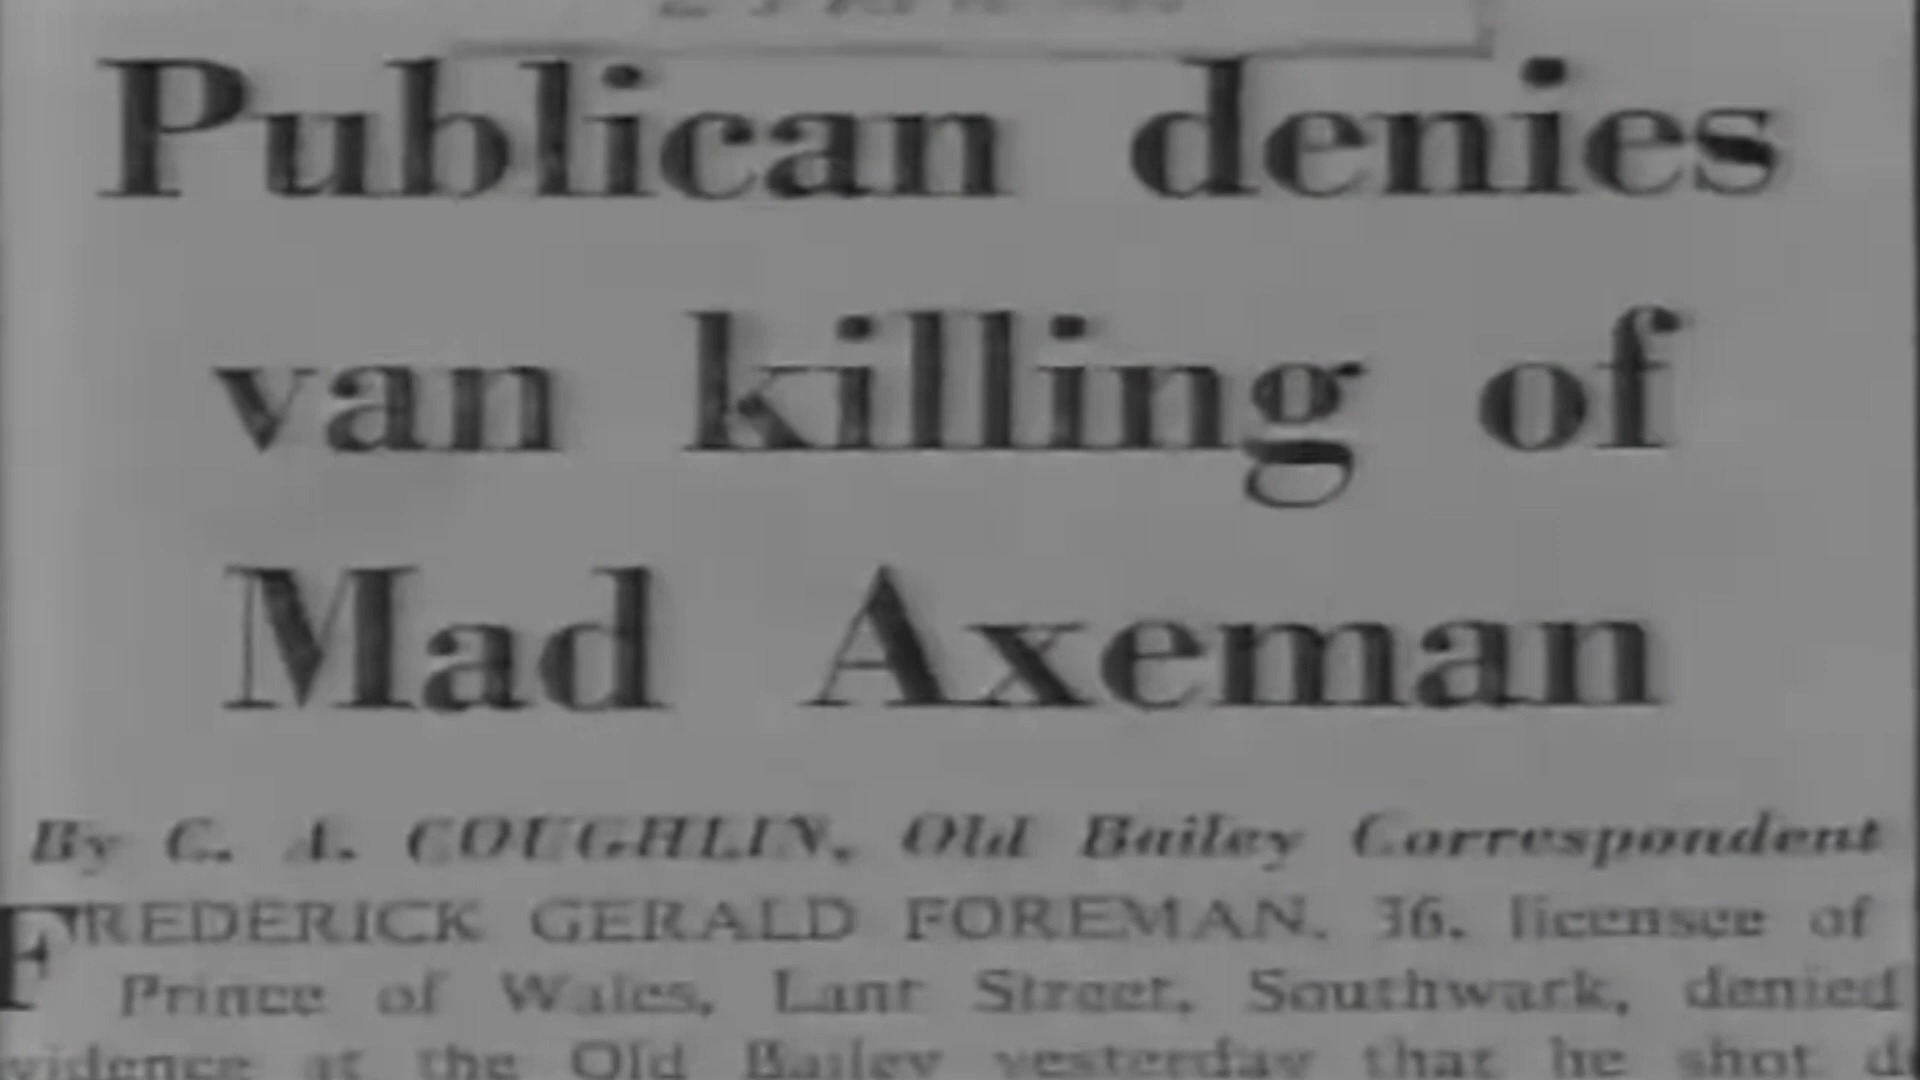 Publican denies
van killing of
Mad Axeman
By C. A. COUGHLIN, Old Bailey Correspondent
FREDERICK GERALD FOREMAN, 36, licensee of
Prince of Wales, Lant Street, Southwark, denied
at the Old Bailey yesterday that he shot